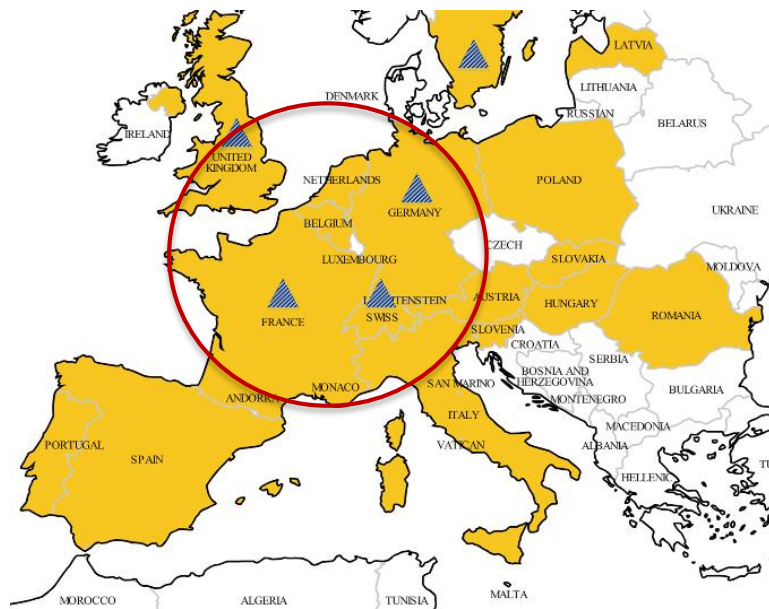 LATVIA
LITHUANIA
DENMARK
RUSSIAN
BELARUS
IRELAND
UNITED
KINGDOM
NETHERLANDS
POLAND
GERMANY
BELGIUM
UKRAINE
CZECH
LUXEMBOURG
SLOVAKIA
MOLDOVA
AUSTRIA
HUNGARY
ROMANIA
SWISS
FRANCE
SLOVENIA
CROATIA
SERBIA
BOSNIA AND
HERZEGOVINA
SAN MARINO
MONACO
BULGARIA
ANDORRA
MONTENEGRO
ITALY
MACEDONIA
PORTUGAL
SPAIN
VATICAN
ALBANIA
HELLENIC
MALTA
MOROCCO
ALGERIA
TUNISIA